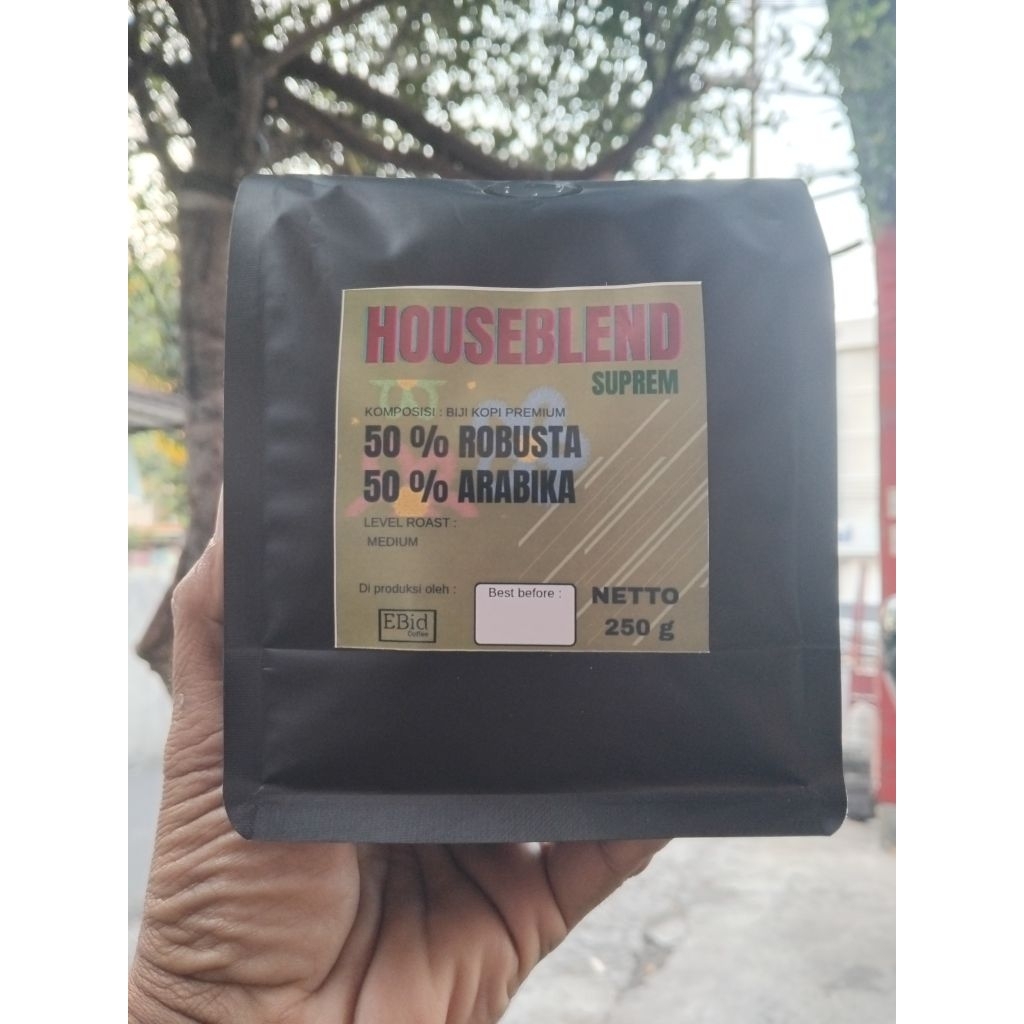 HOUSEBLEND
SUPREM
KOMPOSISI : BIJI KOPI PREMIUM
50 % ROBUSTA
50 % ARABIKA
LEVEL ROAST :
MEDIUM
Di produksi oleh :
EBid
Coffee
Best before :
NETTO
250 g